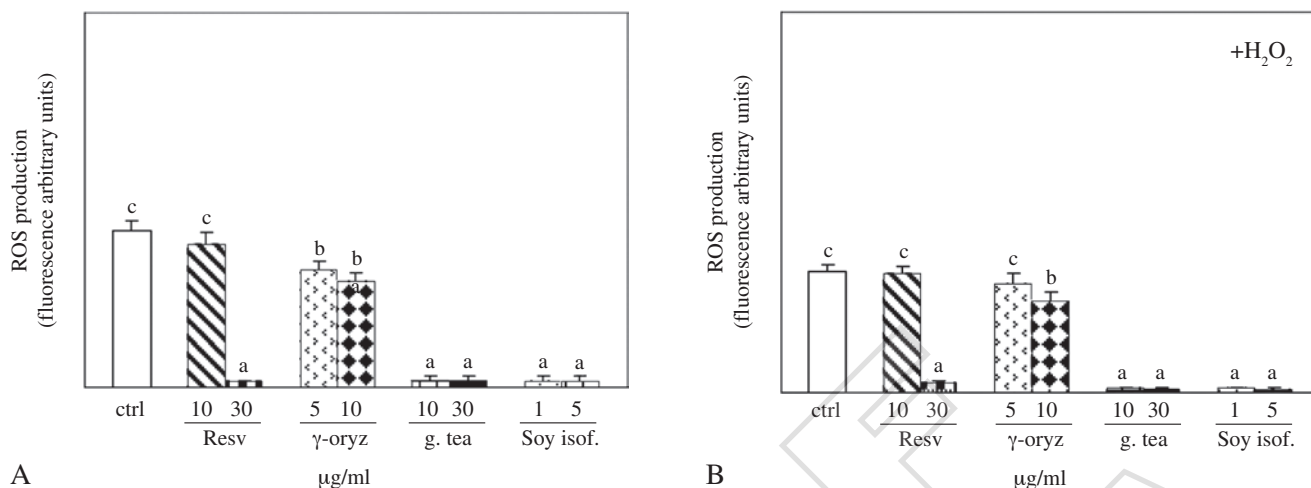 ROS production
(fluorescence arbitrary units)
c
c
a
b
b
a
a
a
a
a
ctrl
10 30
5 10
10 30
1 5
Resv
γ-oryz
g. tea
Soy isof.
A
μg/ml
ROS production
(fluorescence arbitrary units)
+H₂O₂
c
c
a
c
b
a
a
a
a
ctrl
10 30
5 10
10 30
1 5
Resv
γ-oryz
g. tea
Soy isof.
B
μg/ml